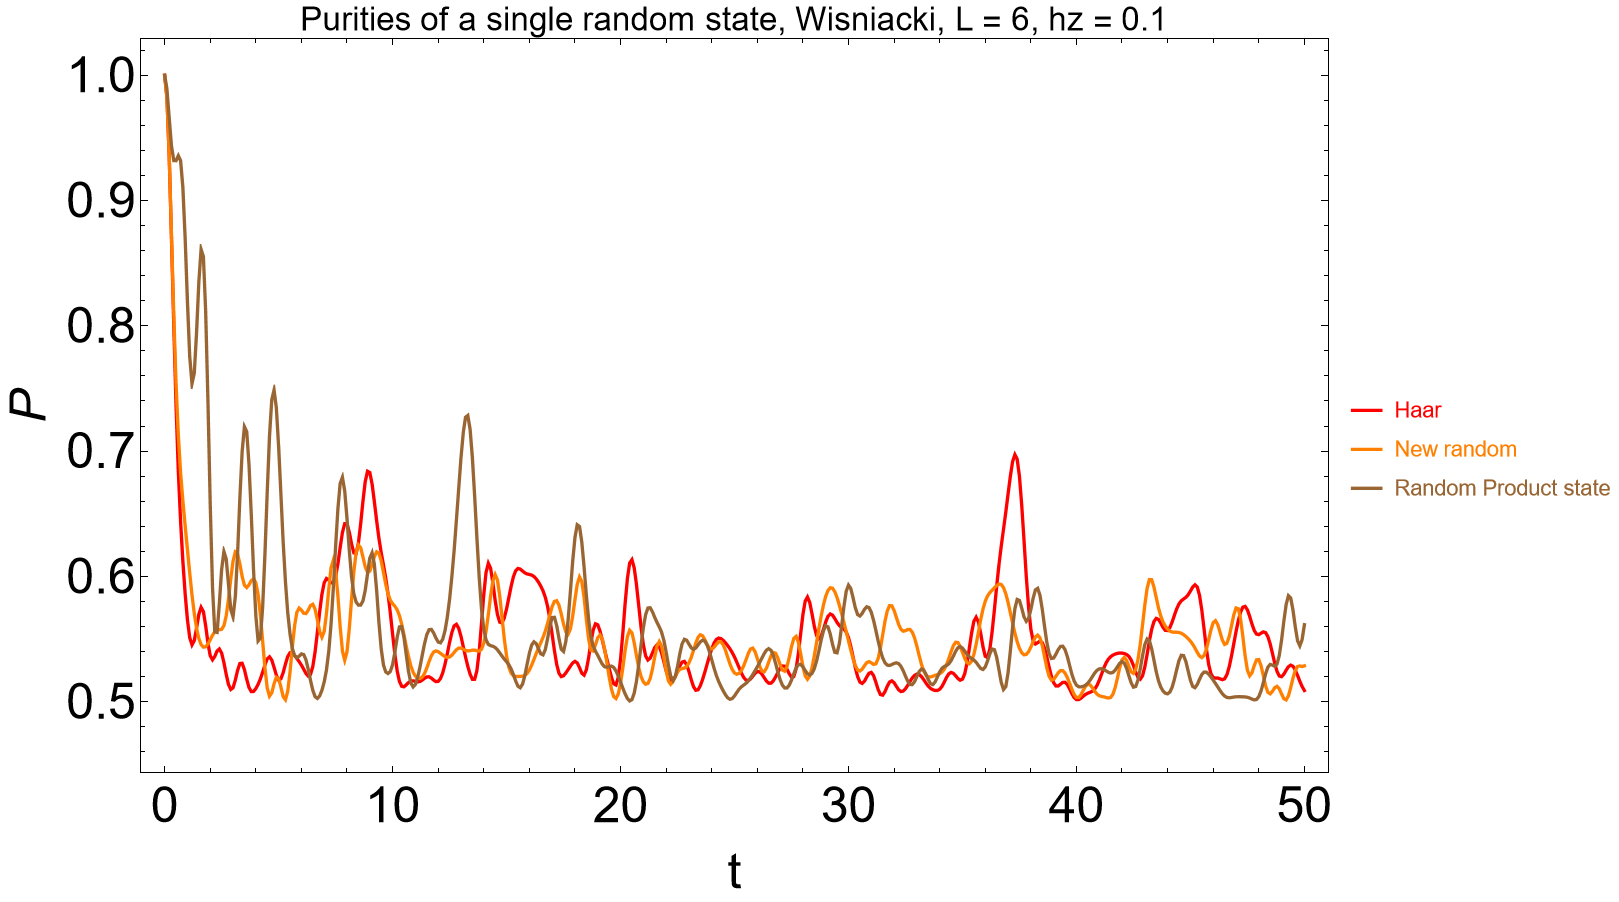 Purities of a single random state, Wisniacki, L = 6, hz = 0.1
1.0
0.9
0.8
0.7
0.6
0.5
P
0 10 20 30 40 50
t
Haar
New random
Random Product state